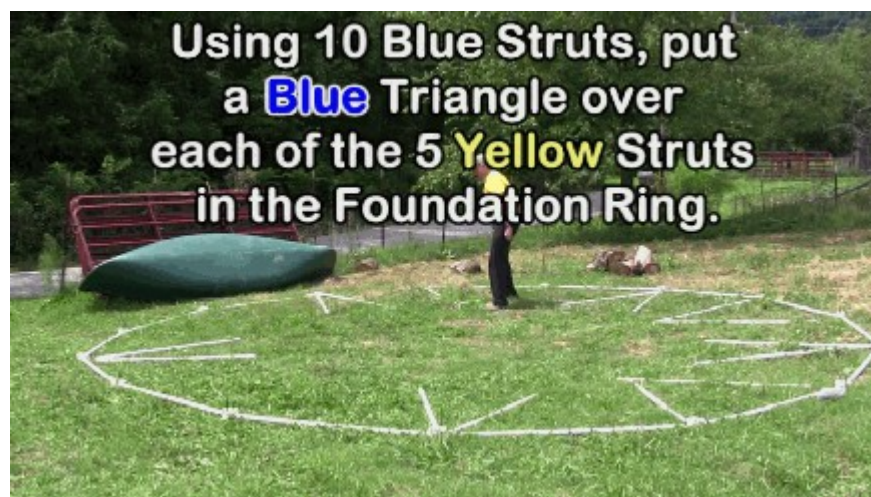 Using 10 Blue Struts, put
a Blue Triangle over
each of the 5 Yellow Struts
in the Foundation Ring.